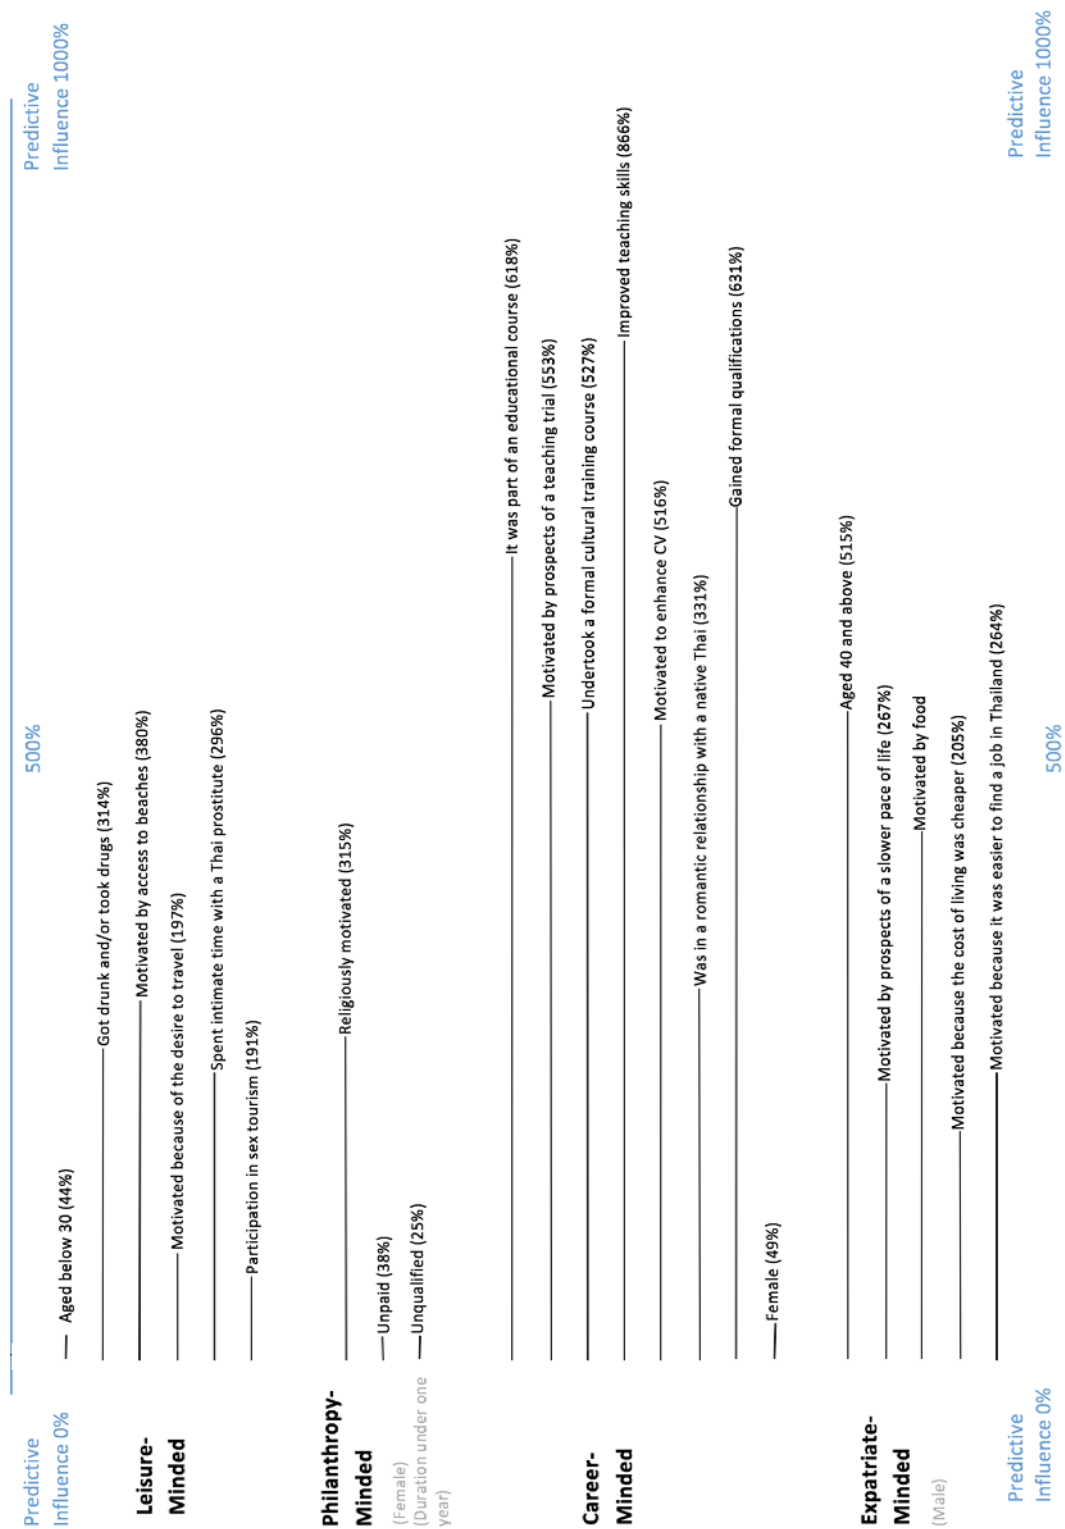 Predictive
Influence 0%
500%
Predictive
Influence 1000%
Leisure-
Minded
Aged below 30 (44%)
Got drunk and/or took drugs (314%)
Motivated by access to beaches (380%)
Motivated because of the desire to travel (197%)
Spent intimate time with a Thai prostitute (296%)
Participation in sex tourism (191%)
Philanthropy-
Minded
(Female)
(Duration under one
year)
Religiously motivated (315%)
Unpaid (38%)
Unqualified (25%)
Career-
Minded
It was part of an educational course (618%)
Motivated by prospects of a teaching trial (553%)
Undertook a formal cultural training course (527%)
Improved teaching skills (866%)
Motivated to enhance CV (516%)
Was in a romantic relationship with a native Thai (331%)
Gained formal qualifications (631%)
Female (49%)
Expatriate-
Minded
(Male)
Aged 40 and above (515%)
Motivated by prospects of a slower pace of life (267%)
Motivated by food
Motivated because the cost of living was cheaper (205%)
Motivated because it was easier to find a job in Thailand (264%)
Predictive
Influence 0%
500%
Predictive
Influence 1000%